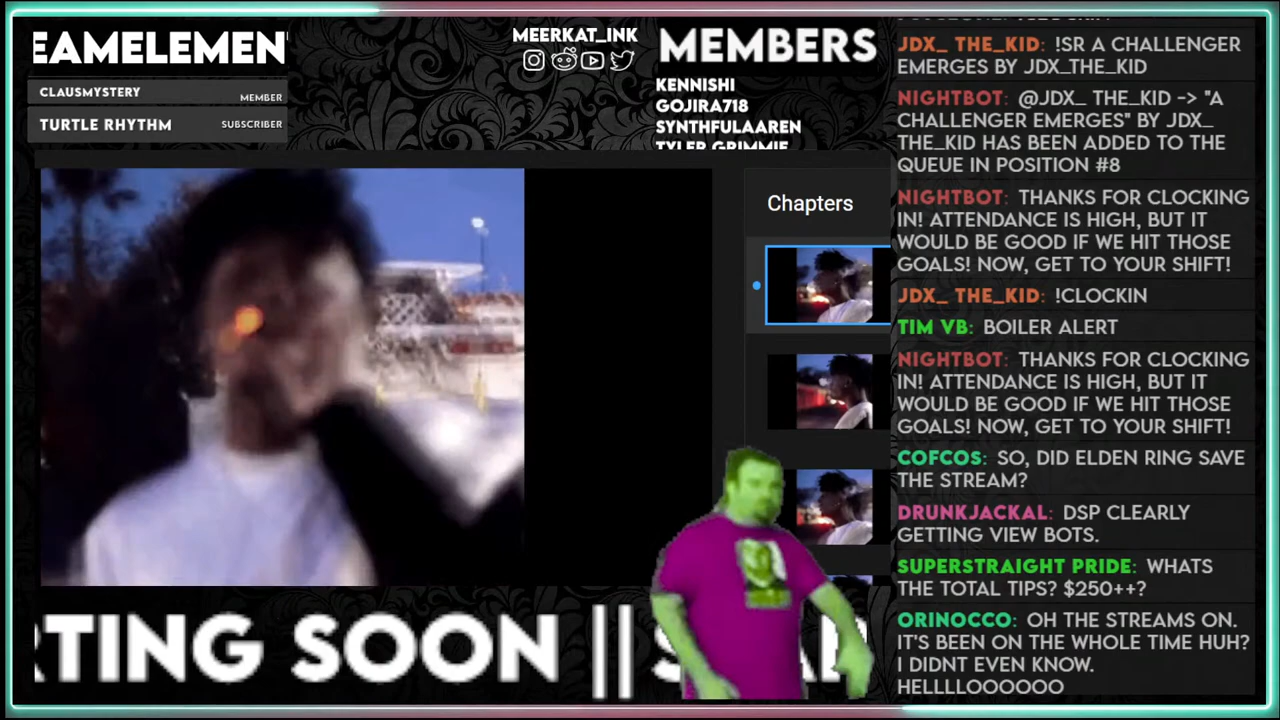 EAMELEMEN
CLAUSMYSTERY MEMBER
TURTLE RHYTHM SUBSCRIBER
MEERKAT_INK
MEMBERS
KENNISHI
GOJIRA718
SYNTHFULAAREN
TYLER GRIMMIE
Chapters
RTING SOON ||
JDX_ THE_KID: !SR A CHALLENGER
EMERGES BY JDX_THE_KID
NIGHTBOT: @JDX_ THE_KID -> "A
CHALLENGER EMERGES" BY JDX_
THE_KID HAS BEEN ADDED TO THE
QUEUE IN POSITION #8
NIGHTBOT: THANKS FOR CLOCKING
IN! ATTENDANCE IS HIGH, BUT IT
WOULD BE GOOD IF WE HIT THOSE
GOALS! NOW, GET TO YOUR SHIFT!
JDX_ THE_KID: !CLOCKIN
TIM VB: BOILER ALERT
NIGHTBOT: THANKS FOR CLOCKING
IN! ATTENDANCE IS HIGH, BUT IT
WOULD BE GOOD IF WE HIT THOSE
GOALS! NOW, GET TO YOUR SHIFT!
COFCOS: SO, DID ELDEN RING SAVE
THE STREAM?
DRUNKJACKAL: DSP CLEARLY
GETTING VIEW BOTS.
SUPERSTRAIGHT PRIDE: WHATS
THE TOTAL TIPS? $250++?
ORINOCCO: OH THE STREAMS ON.
IT'S BEEN ON THE WHOLE TIME HUH?
I DIDNT EVEN KNOW.
HELLLLOOOOOO